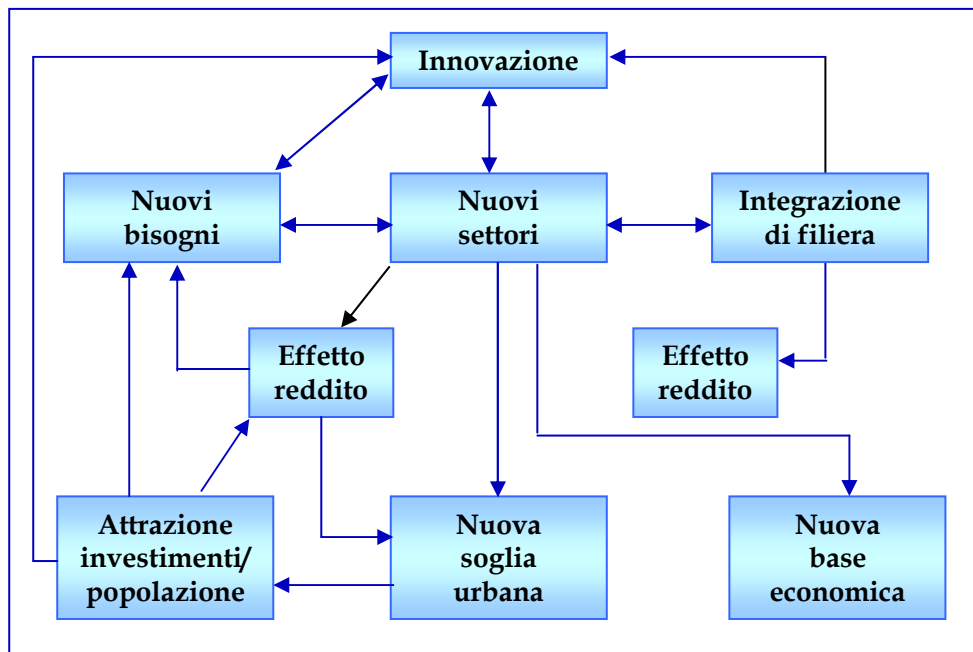 Innovazione
Nuovi
bisogni
Nuovi
settori
Integrazione
di filiera
Effetto
reddito
Effetto
reddito
Attrazione
investimenti/
popolazione
Nuova
soglia
urbana
Nuova
base
economica